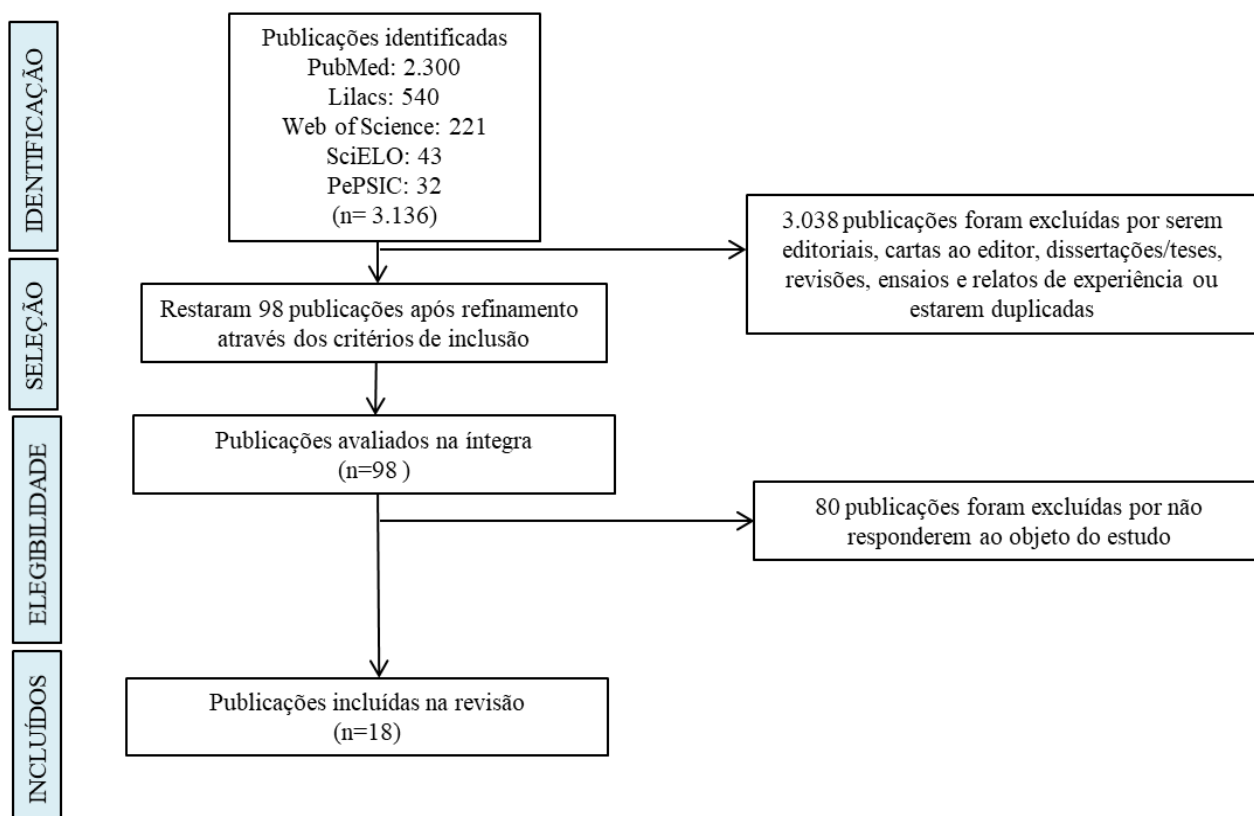 IDENTIFICAÇÃO
Publicações identificadas
PubMed: 2.300
Lilacs: 540
Web of Science: 221
SciELO: 43
PePSIC: 32
(n= 3.136)
3.038 publicações foram excluídas por serem
editoriais, cartas ao editor, dissertações/teses,
revisões, ensaios e relatos de experiência ou
estarem duplicadas
SELEÇÃO
Restaram 98 publicações após refinamento
através dos critérios de inclusão
ELEGIBILIDADE
Publicações avaliados na íntegra
(n=98 )
80 publicações foram excluídas por não
responderem ao objeto do estudo
INCLUÍDOS
Publicações incluídas na revisão
(n=18)